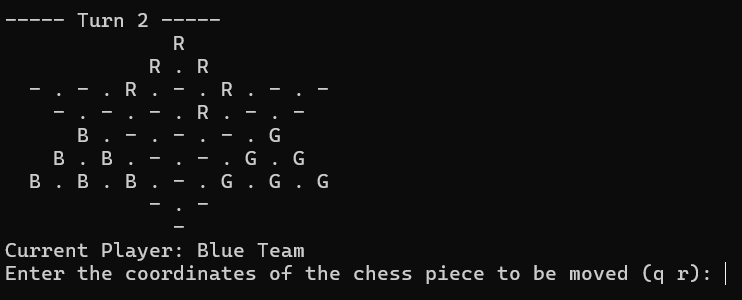 ----- Turn 2 -----
              R
            R . R
  - . - . R . - . R . - . -
    - . - . - . R . - . -
      B . - . - . - . G
    B . B . - . - . G . G
  B . B . B . - . G . G . G
            - . -
              -
Current Player: Blue Team
Enter the coordinates of the chess piece to be moved (q r):